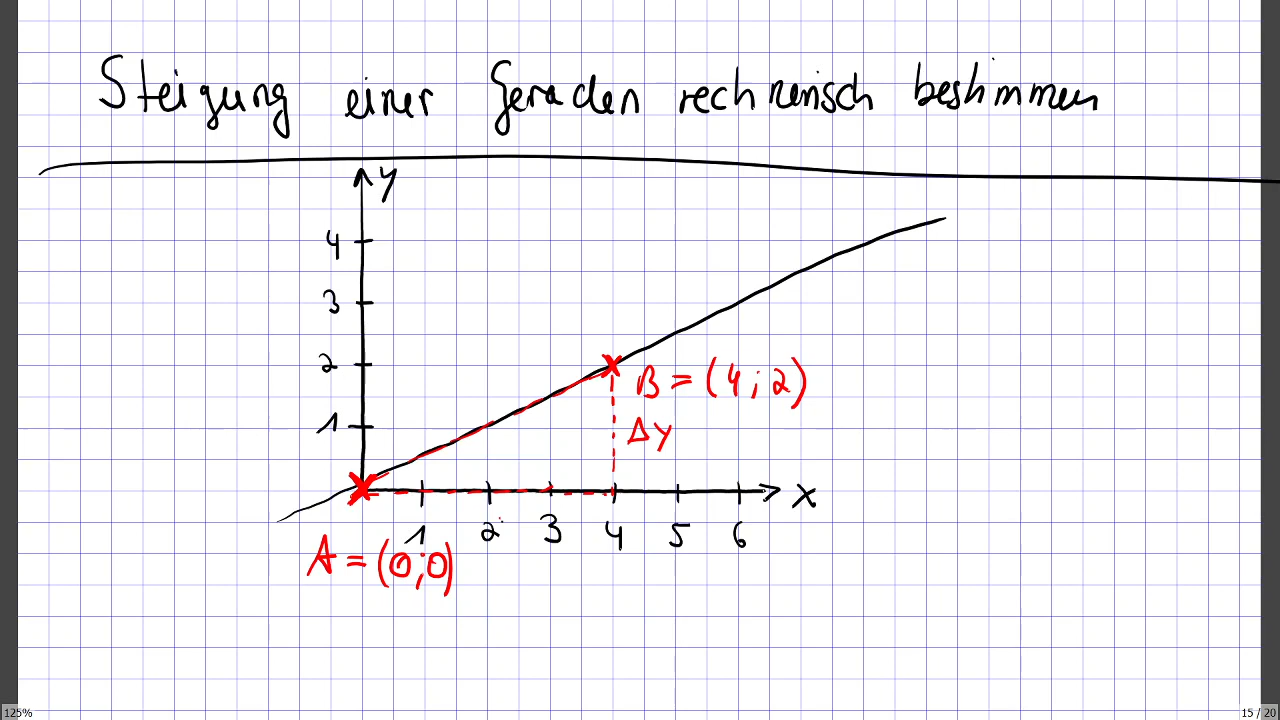 Steigung einer Geraden rechnerisch bestimmen
y
4
3
2
1
B = (4;2)
Δy
x
1 2 3 4 5 6
A = (0;0)
125%
15 / 20